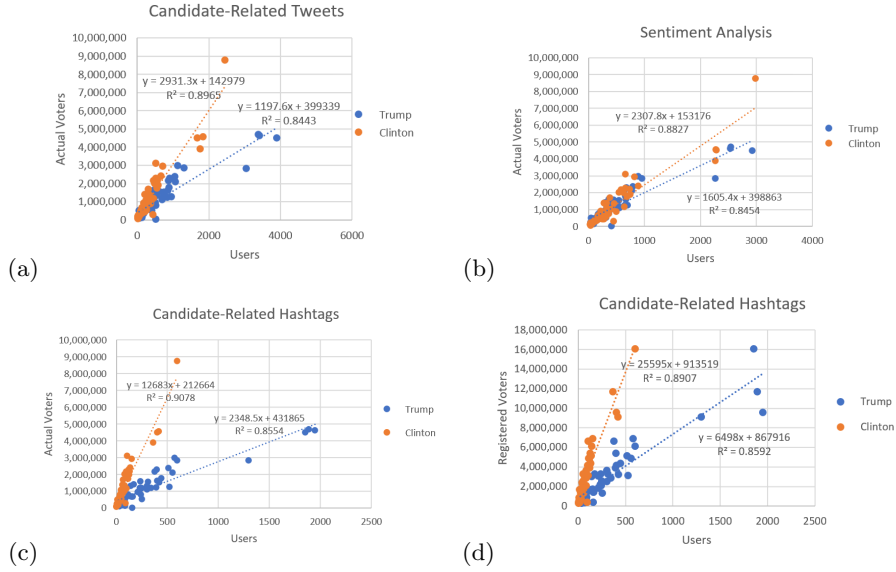 Candidate-Related Tweets
10,000,000
9,000,000
8,000,000
7,000,000
6,000,000
5,000,000
4,000,000
3,000,000
2,000,000
1,000,000
0
Actual Voters
y = 2931.3x + 142979
R² = 0.8965
y = 1197.6x + 399339
R² = 0.8443
Trump
Clinton
0 2000 4000 6000
Users
(a)
Sentiment Analysis
10,000,000
9,000,000
8,000,000
7,000,000
6,000,000
5,000,000
4,000,000
3,000,000
2,000,000
1,000,000
0
Actual Voters
y = 2307.8x + 153176
R² = 0.8827
y = 1605.4x + 398863
R² = 0.8454
Trump
Clinton
0 1000 2000 3000 4000
Users
(b)
Candidate-Related Hashtags
10,000,000
9,000,000
8,000,000
7,000,000
6,000,000
5,000,000
4,000,000
3,000,000
2,000,000
1,000,000
0
Actual Voters
y = 12683x + 212664
R² = 0.9078
y = 2348.5x + 431865
R² = 0.8554
Trump
Clinton
0 500 1000 1500 2000 2500
Users
(c)
Candidate-Related Hashtags
18,000,000
16,000,000
14,000,000
12,000,000
10,000,000
8,000,000
6,000,000
4,000,000
2,000,000
0
Registered Voters
y = 25595x + 913519
R² = 0.8907
y = 6498x + 867916
R² = 0.8592
Trump
Clinton
0 500 1000 1500 2000 2500
Users
(d)